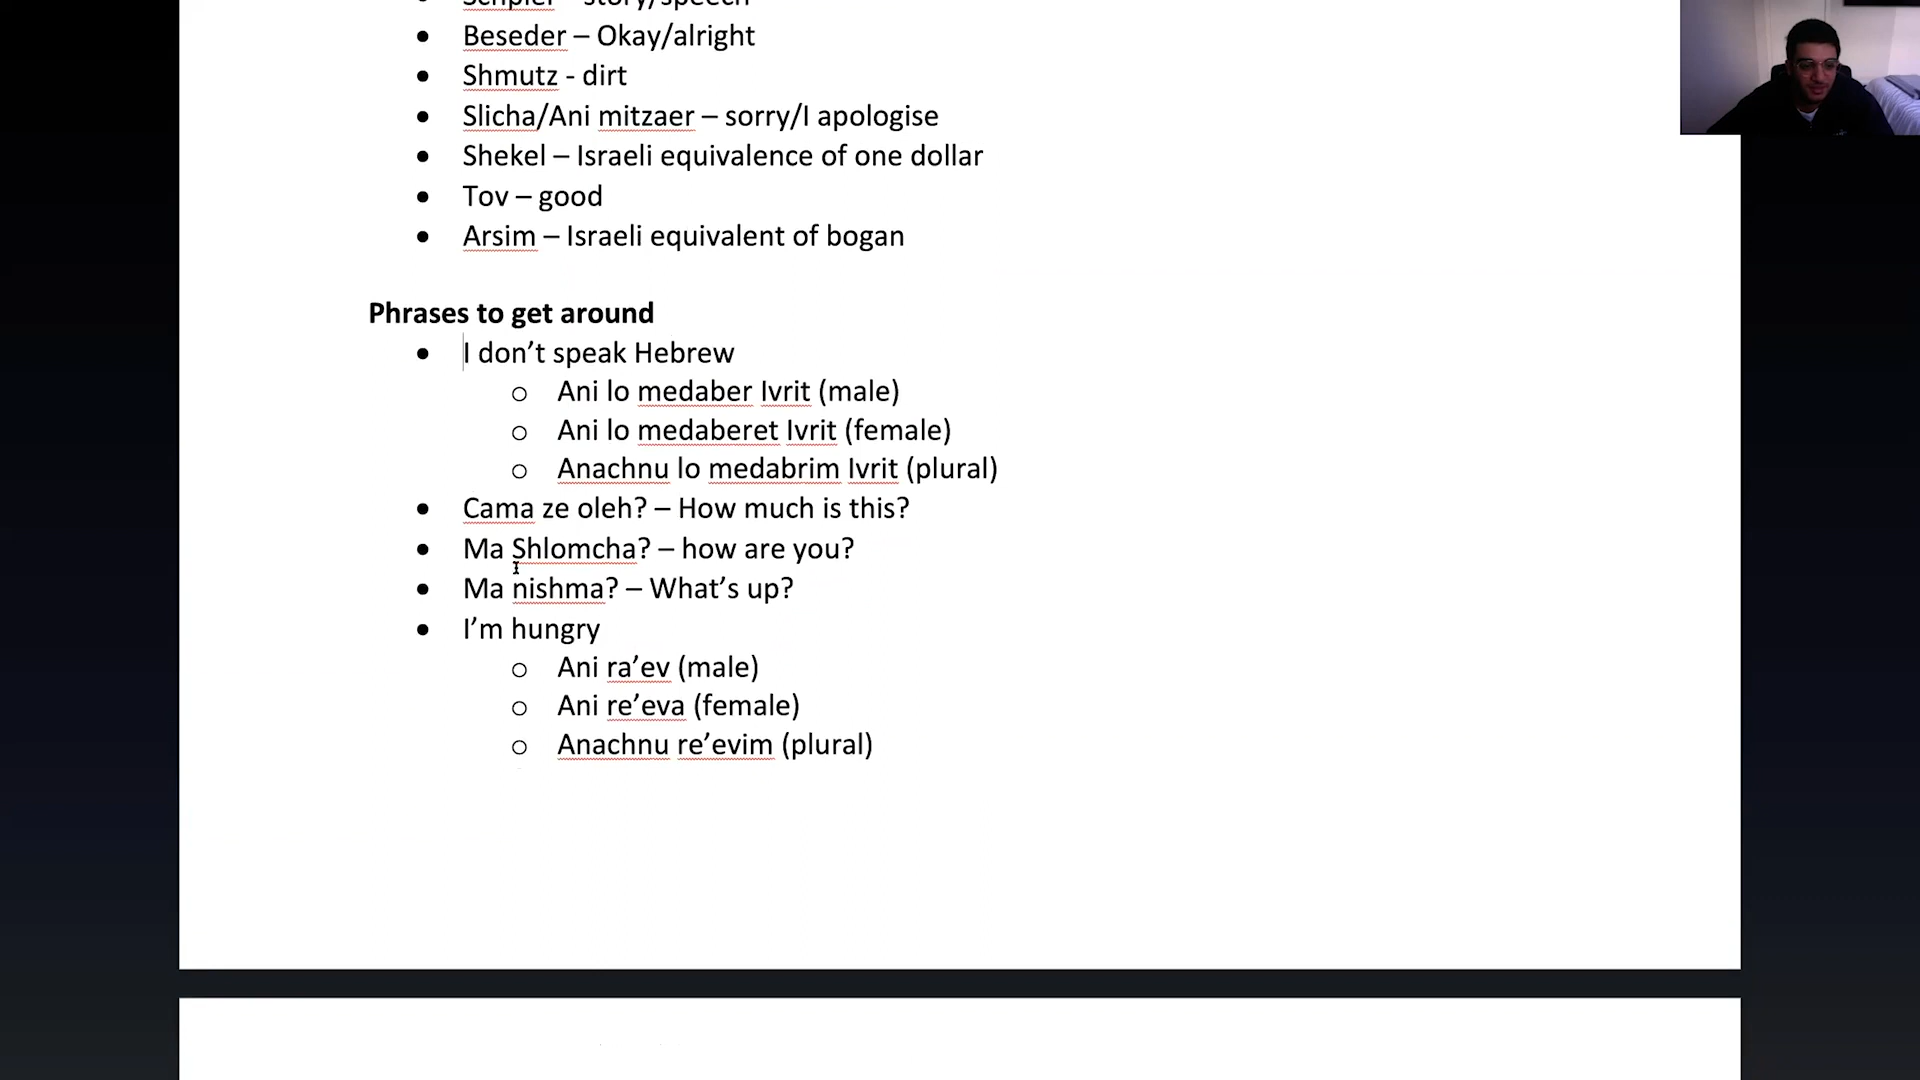 Beseder – Okay/alright
Shmutz - dirt
Slicha/Ani mitzaer – sorry/I apologise
Shekel – Israeli equivalence of one dollar
Tov – good
Arsim – Israeli equivalent of bogan
Phrases to get around
I don’t speak Hebrew
Ani lo medaber Ivrit (male)
Ani lo medaberet Ivrit (female)
Anachnu lo medabrim Ivrit (plural)
Cama ze oleh? – How much is this?
Ma Shlomcha? – how are you?
Ma nishma? – What’s up?
I’m hungry
Ani ra’ev (male)
Ani re’eva (female)
Anachnu re’evim (plural)